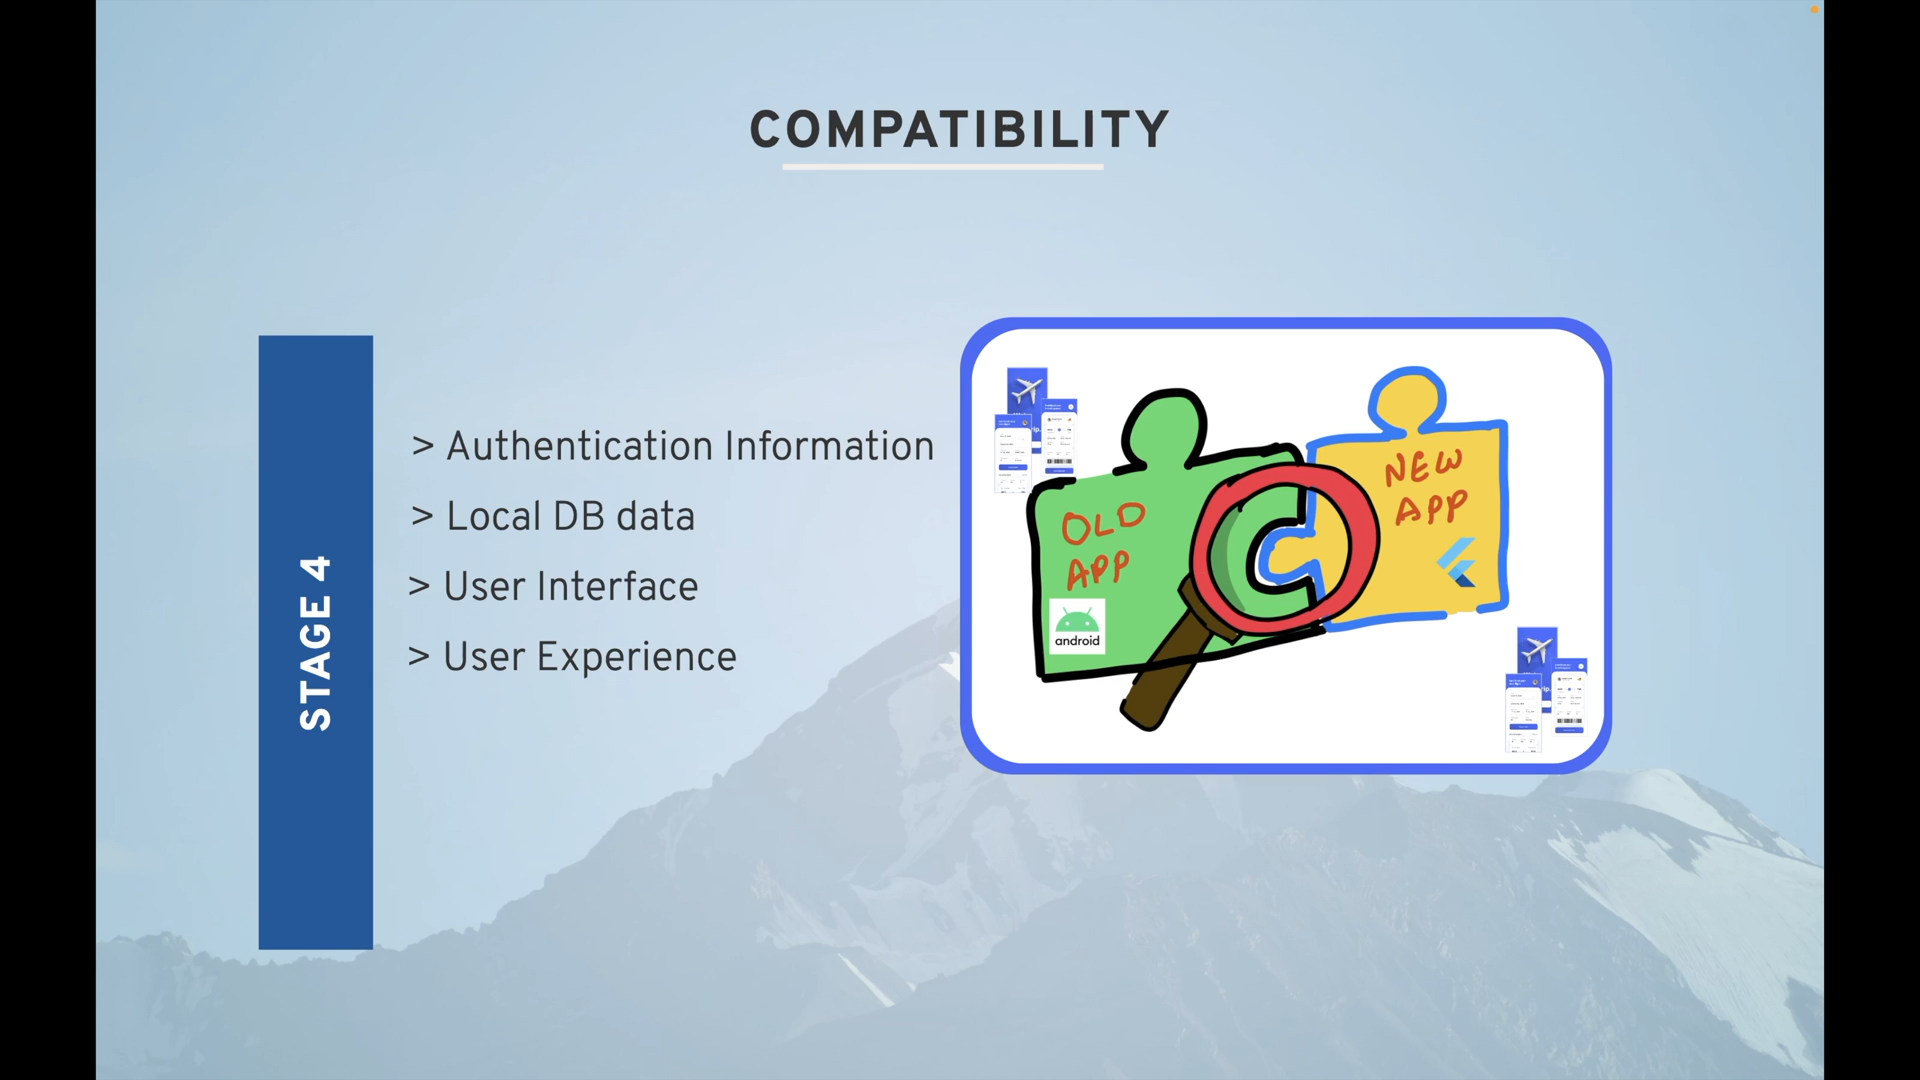 COMPATIBILITY
STAGE 4
> Authentication Information
> Local DB data
> User Interface
> User Experience
OLD
APP
android
NEW
APP